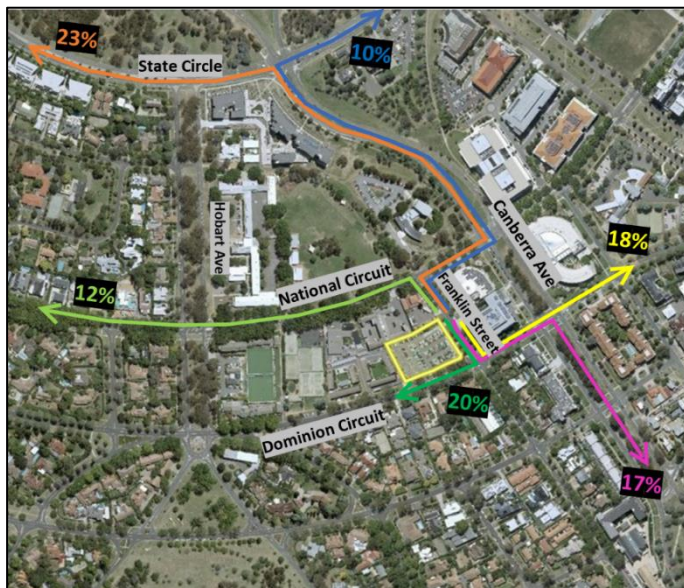 23%
State Circle
10%
Hobart Ave
Canberra Ave
18%
National Circuit
12%
Franklin Street
20%
Dominion Circuit
17%